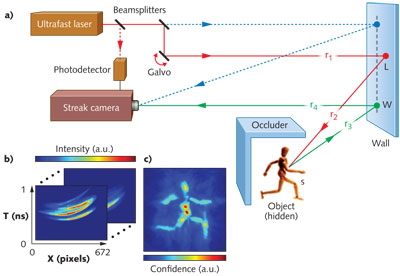 a)
Beamsplitters
Ultrafast laser
Photodetector
Galvo
Streak camera
r1
L
r4
W
r2
r3
Wall
Occluder
s
Object
(hidden)
b)
Intensity (a.u.)
c)
1
T
(ns)
0
0
672
X (pixels)
Confidence (a.u.)